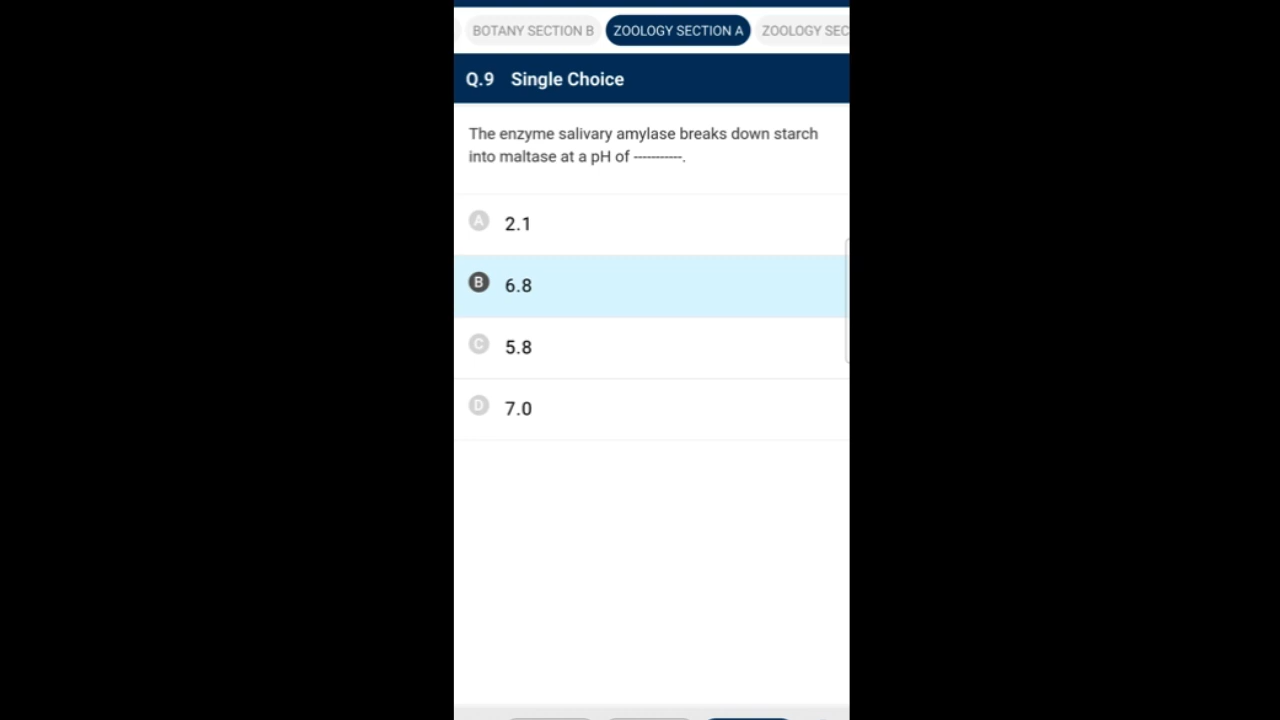 BOTANY SECTION B ZOOLOGY SECTION A ZOOLOGY SEC
Q.9 Single Choice
The enzyme salivary amylase breaks down starch
into maltase at a pH of -----------.
A 2.1
B 6.8
C 5.8
D 7.0